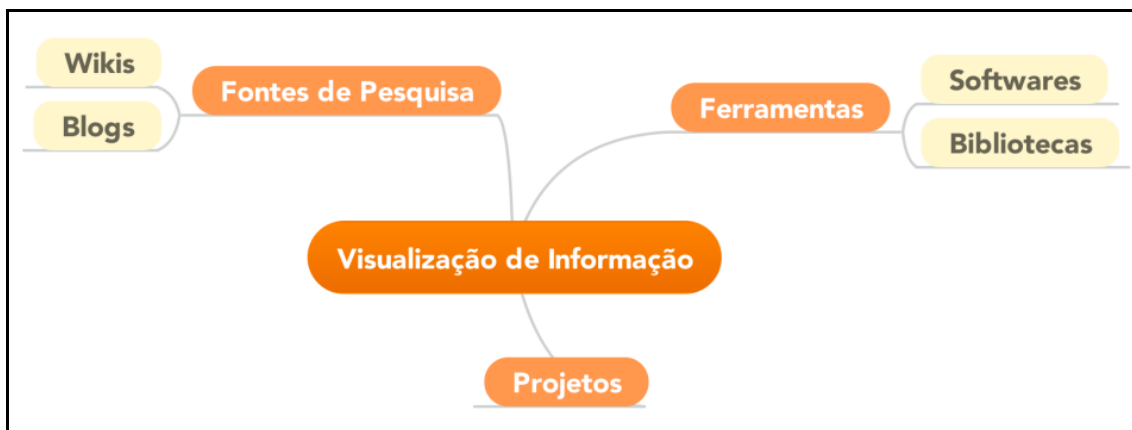 Wikis
Blogs
Fontes de Pesquisa
Ferramentas
Softwares
Bibliotecas
Visualização de Informação
Projetos